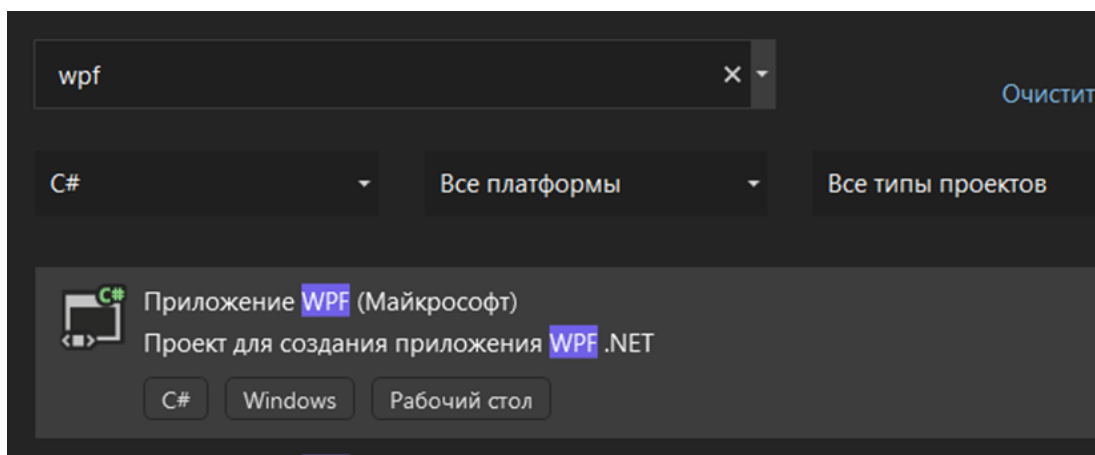 wpf
Очистит
C#
Все платформы
Все типы проектов
C#
Приложение WPF (Майкрософт)
Проект для создания приложения WPF .NET
C#
Windows
Рабочий стол